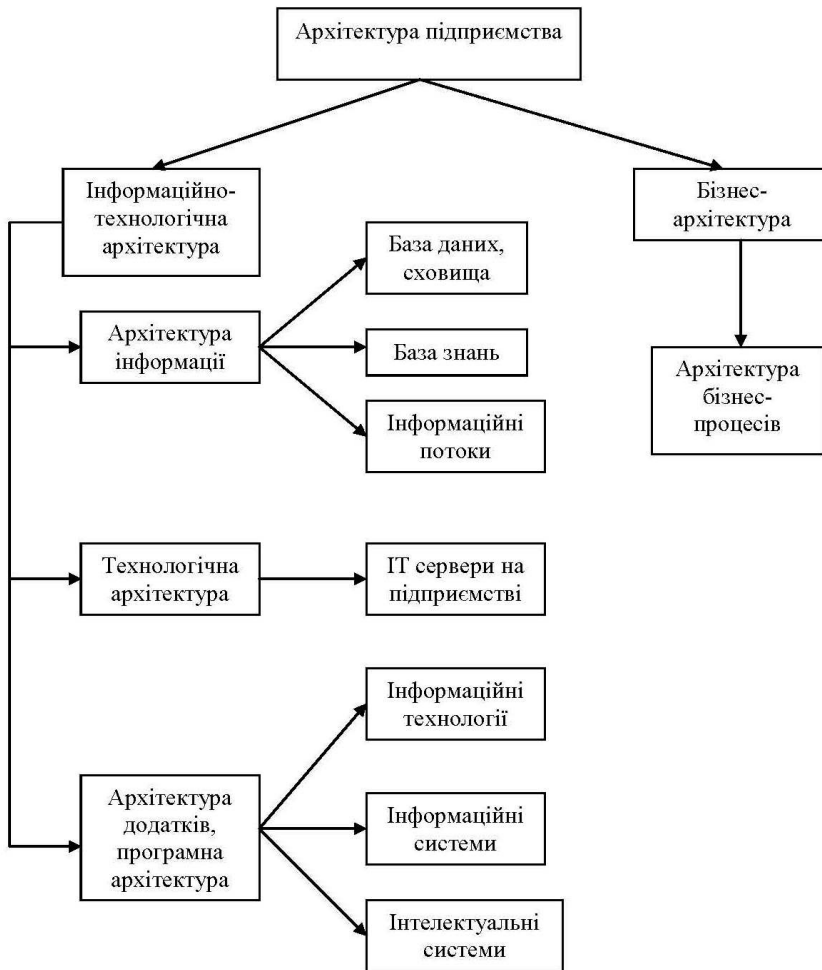 Архітектура підприємства
Інформаційно-
технологічна
архітектура
Бізнес-
архітектура
База даних,
сховища
Архітектура
інформації
База знань
Інформаційні
потоки
Архітектура
бізнес-
процесів
Технологічна
архітектура
ІТ сервери на
підприємстві
Інформаційні
технології
Архітектура
додатків,
програмна
архітектура
Інформаційні
системи
Інтелектуальні
системи